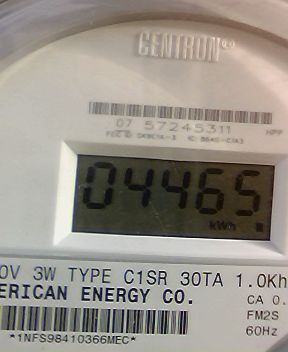 CENTRON®
07 57245311 HPP
04465
kWh
0V 3W TYPE C1SR 30TA 1.0Kh
ERICAN ENERGY CO. CA 0.
FM2S
*1NFS98410366MEC* 60Hz